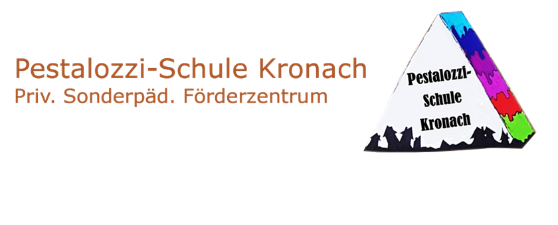 Pestalozzi-Schule Kronach
Priv. Sonderpäd. Förderzentrum
Pestalozzi-
Schule
Kronach